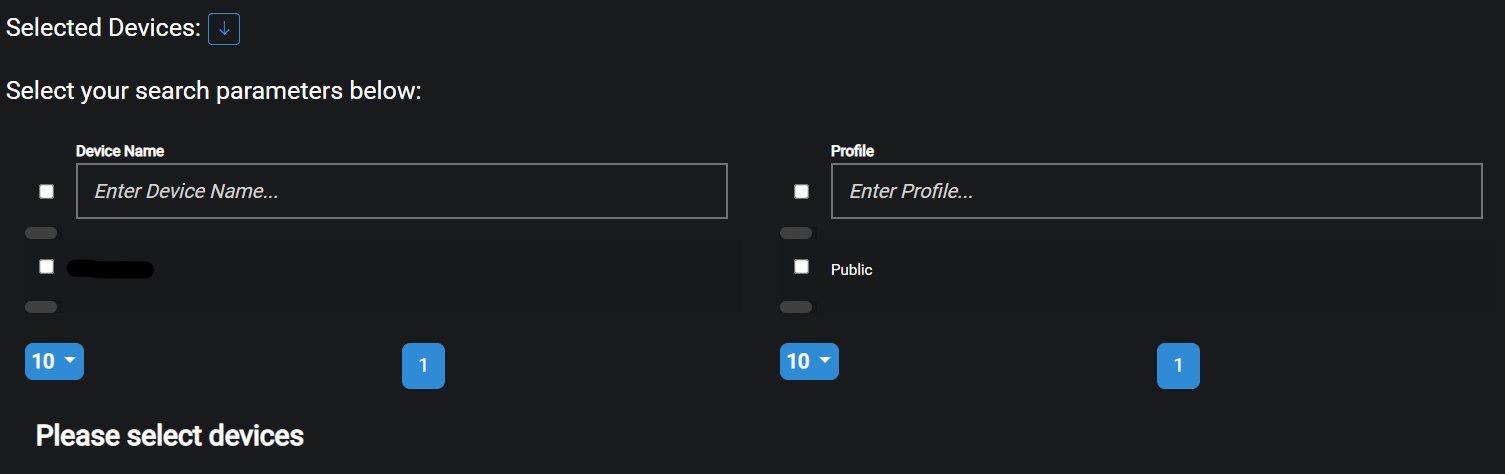 Selected Devices:
Select your search parameters below:
Device Name
Enter Device Name...
Profile
Enter Profile...
Public
10
1
10
1
Please select devices